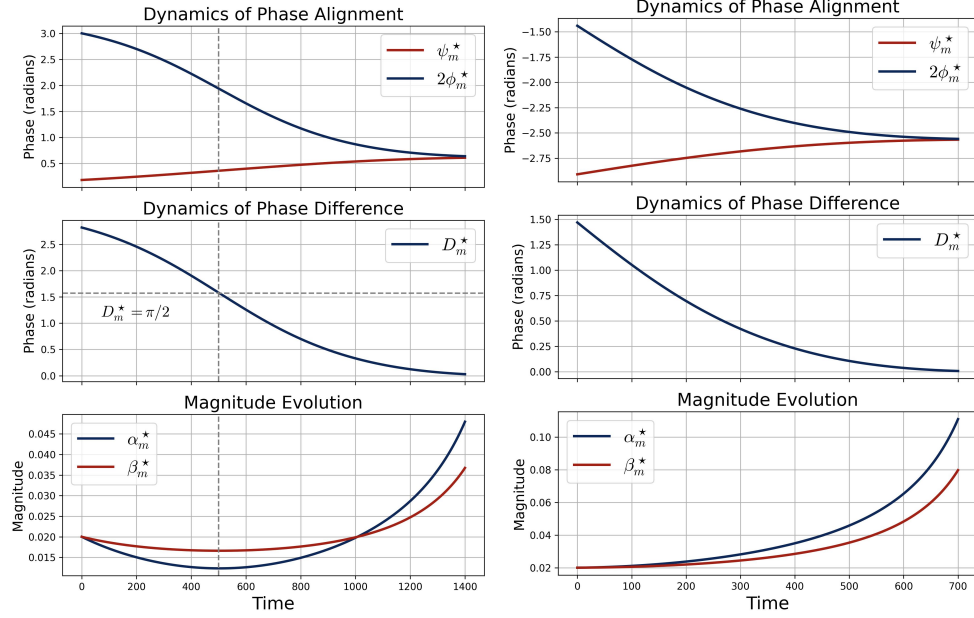 Dynamics of Phase Alignment
Phase (radians)
3.0
2.5
2.0
1.5
1.0
0.5
ψ_m^★
2φ_m^★
Dynamics of Phase Difference
Phase (radians)
2.5
2.0
1.5
1.0
0.5
0.0
D_m^★
D_m^★ = π/2
Magnitude Evolution
Magnitude
0.045
0.040
0.035
0.030
0.025
0.020
0.015
α_m^★
β_m^★
0 200 400 600 800 1000 1200 1400
Time
Dynamics of Phase Alignment
Phase (radians)
−1.50
−1.75
−2.00
−2.25
−2.50
−2.75
ψ_m^★
2φ_m^★
Dynamics of Phase Difference
Phase (radians)
1.50
1.25
1.00
0.75
0.50
0.25
0.00
D_m^★
Magnitude Evolution
Magnitude
0.10
0.08
0.06
0.04
0.02
α_m^★
β_m^★
0 100 200 300 400 500 600 700
Time